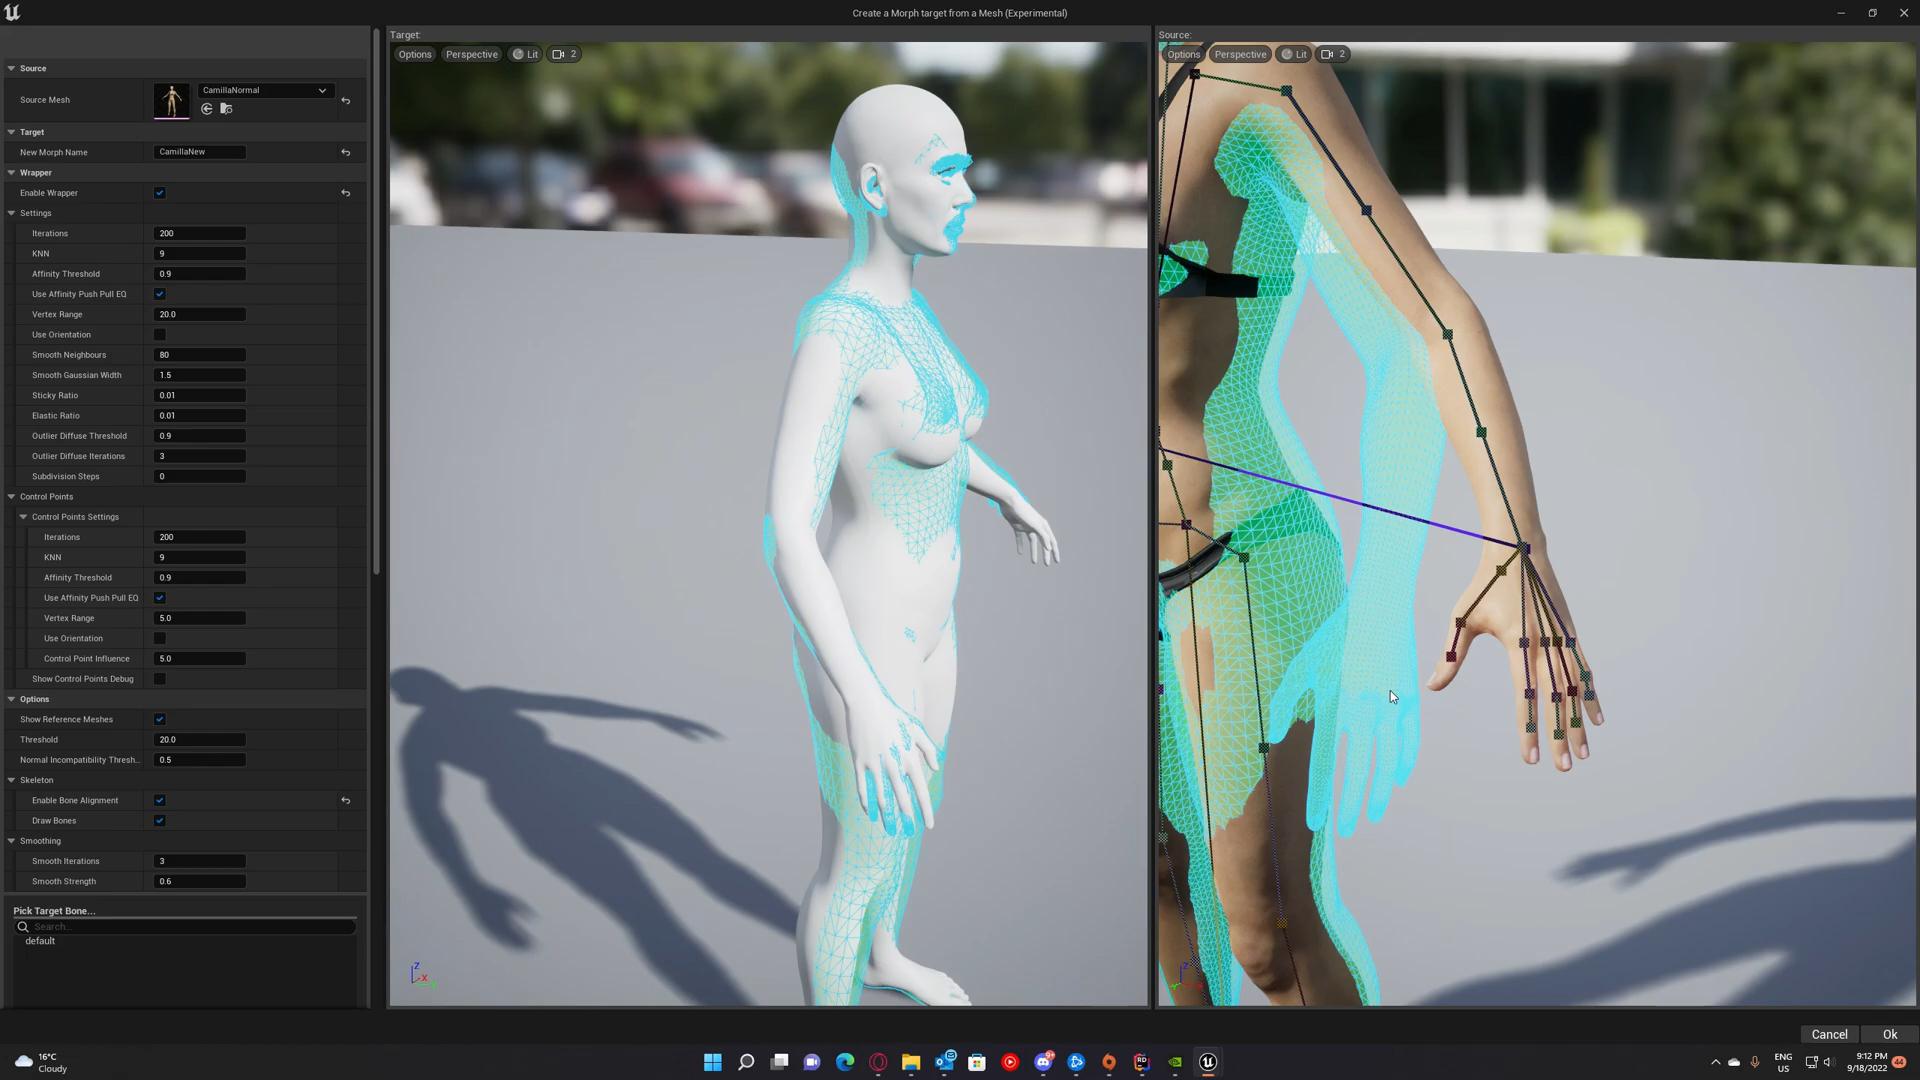 Create a Morph target from a Mesh (Experimental)
Source
Source Mesh
CamillaNormal
Target
New Morph Name
CamillaNew
Wrapper
Enable Wrapper
Settings
Iterations
200
KNN
9
Affinity Threshold
0.9
Use Affinity Push Pull EQ
Vertex Range
20.0
Use Orientation
Smooth Neighbours
80
Smooth Gaussian Width
1.5
Sticky Ratio
0.01
Elastic Ratio
0.01
Outlier Diffuse Threshold
0.9
Outlier Diffuse Iterations
3
Subdivision Steps
0
Control Points
Control Points Settings
Iterations
200
KNN
9
Affinity Threshold
0.9
Use Affinity Push Pull EQ
Vertex Range
5.0
Use Orientation
Control Point Influence
5.0
Show Control Points Debug
Options
Show Reference Meshes
Threshold
20.0
Normal Incompatibility Thresh...
0.5
Skeleton
Enable Bone Alignment
Draw Bones
Smoothing
Smooth Iterations
3
Smooth Strength
0.6
Pick Target Bone...
Search...
default
Target:
Options
Perspective
Lit
2
Z
X
Source:
Options
Perspective
Lit
2
Z
Cancel
Ok
16°C
Cloudy
RD
ENG
US
9:12 PM
9/18/2022
44